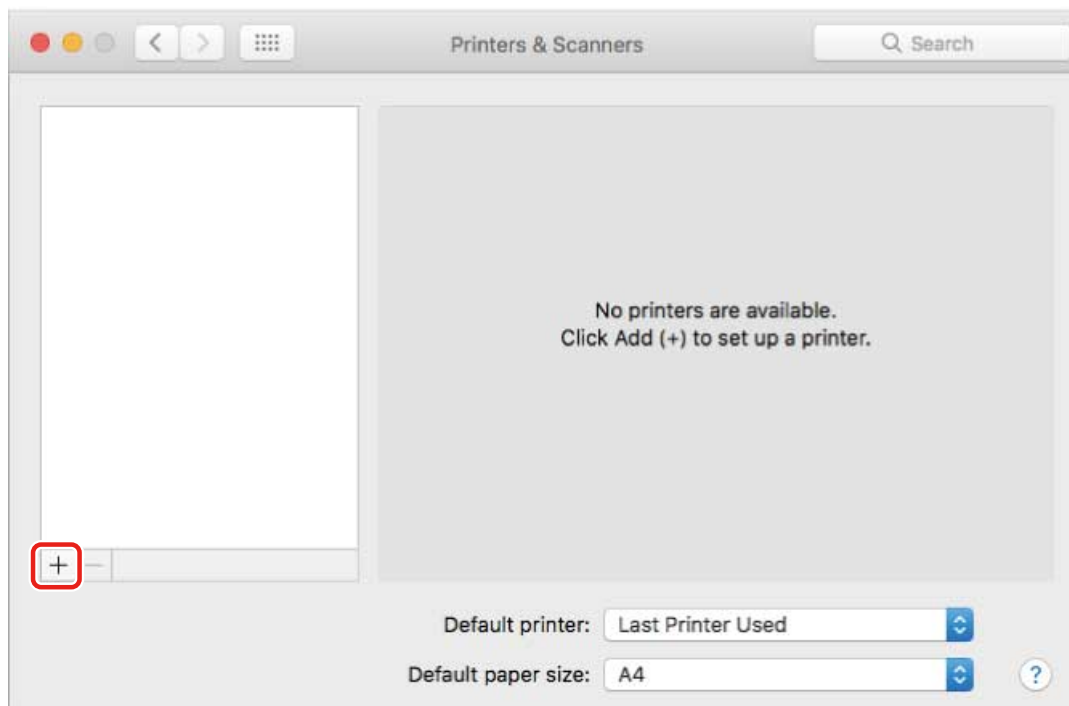 Printers & Scanners
Search
No printers are available.
Click Add (+) to set up a printer.
+ −
Default printer: Last Printer Used
Default paper size: A4
?